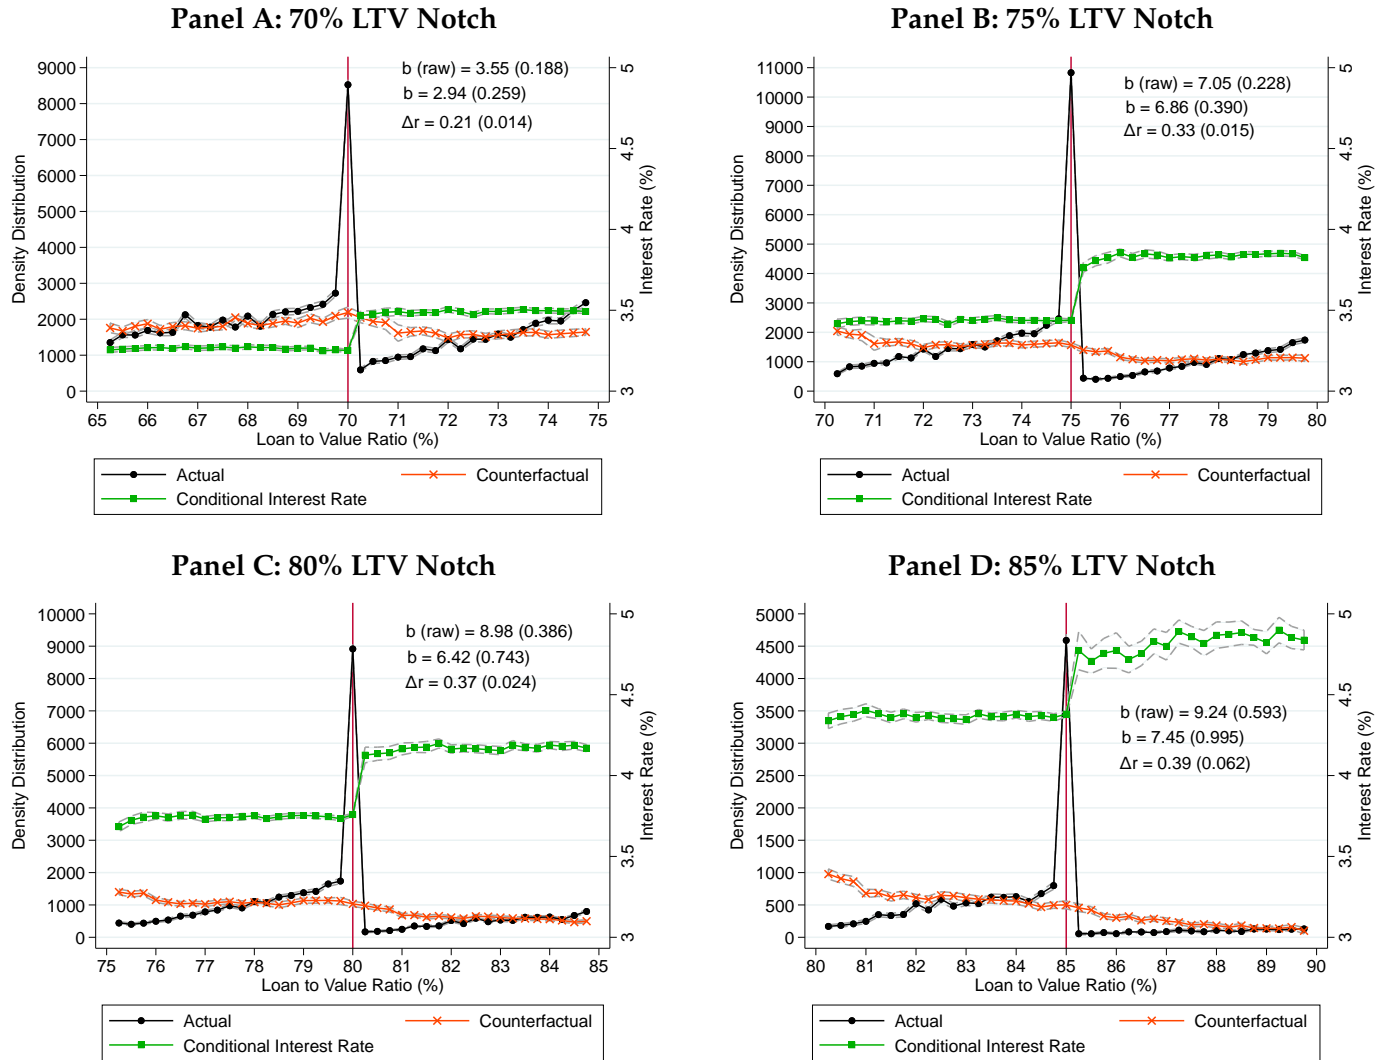 Panel A: 70% LTV Notch
9000
8000
7000
6000
5000
4000
3000
2000
1000
0
Density Distribution
b (raw) = 3.55 (0.188)
b = 2.94 (0.259)
Δr = 0.21 (0.014)
5
4.5
4
3.5
3
Interest Rate (%)
65 66 67 68 69 70 71 72 73 74 75
Loan to Value Ratio (%)
Actual Counterfactual
Conditional Interest Rate
Panel B: 75% LTV Notch
11000
10000
9000
8000
7000
6000
5000
4000
3000
2000
1000
0
Density Distribution
b (raw) = 7.05 (0.228)
b = 6.86 (0.390)
Δr = 0.33 (0.015)
5
4.5
4
3.5
3
Interest Rate (%)
70 71 72 73 74 75 76 77 78 79 80
Loan to Value Ratio (%)
Actual Counterfactual
Conditional Interest Rate
Panel C: 80% LTV Notch
10000
9000
8000
7000
6000
5000
4000
3000
2000
1000
0
Density Distribution
b (raw) = 8.98 (0.386)
b = 6.42 (0.743)
Δr = 0.37 (0.024)
5
4.5
4
3.5
3
Interest Rate (%)
75 76 77 78 79 80 81 82 83 84 85
Loan to Value Ratio (%)
Actual Counterfactual
Conditional Interest Rate
Panel D: 85% LTV Notch
5000
4500
4000
3500
3000
2500
2000
1500
1000
500
0
Density Distribution
b (raw) = 9.24 (0.593)
b = 7.45 (0.995)
Δr = 0.39 (0.062)
5
4.5
4
3.5
3
Interest Rate (%)
80 81 82 83 84 85 86 87 88 89 90
Loan to Value Ratio (%)
Actual Counterfactual
Conditional Interest Rate